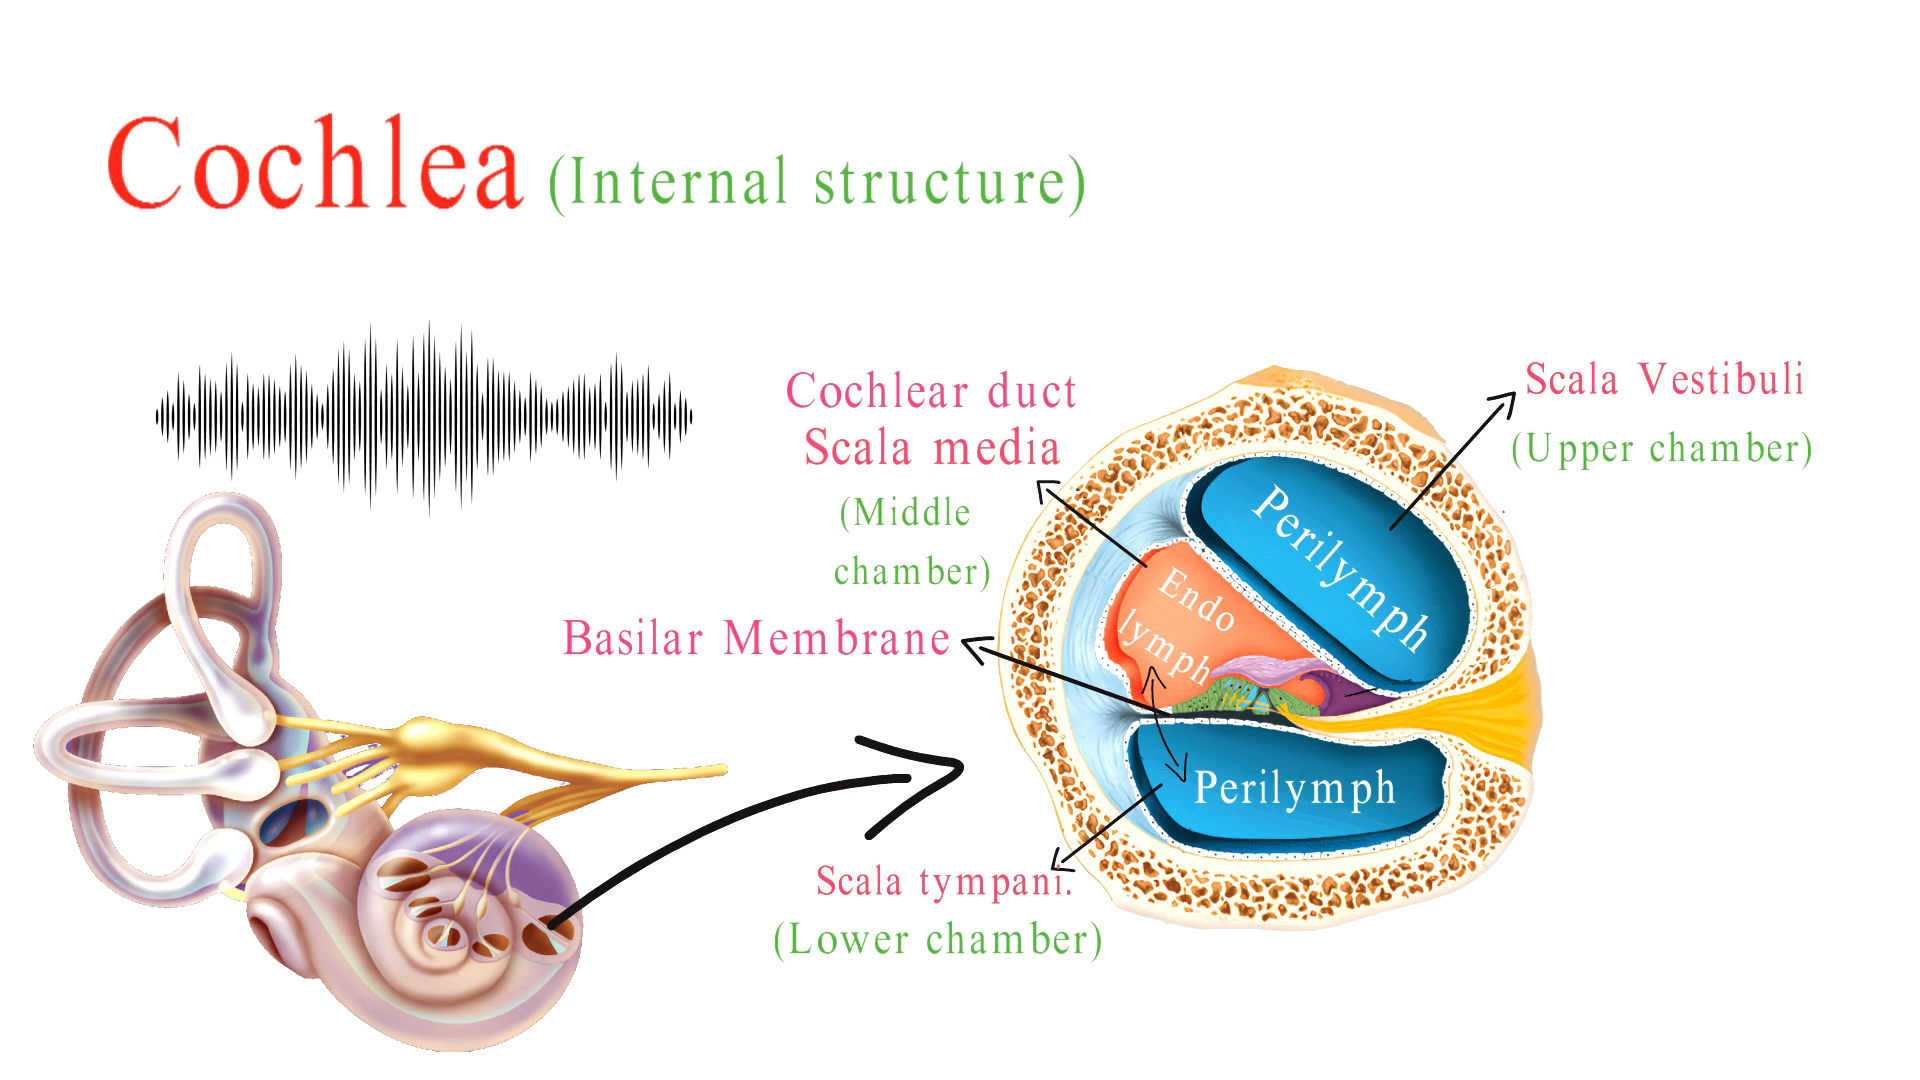 Cochlea (Internal structure)
Cochlear duct
Scala media
(Middle
chamber)
Basilar Membrane
Scala Vestibuli
(Upper chamber)
Perilymph
Endo
lymph
Perilymph
Scala tympani.
(Lower chamber)